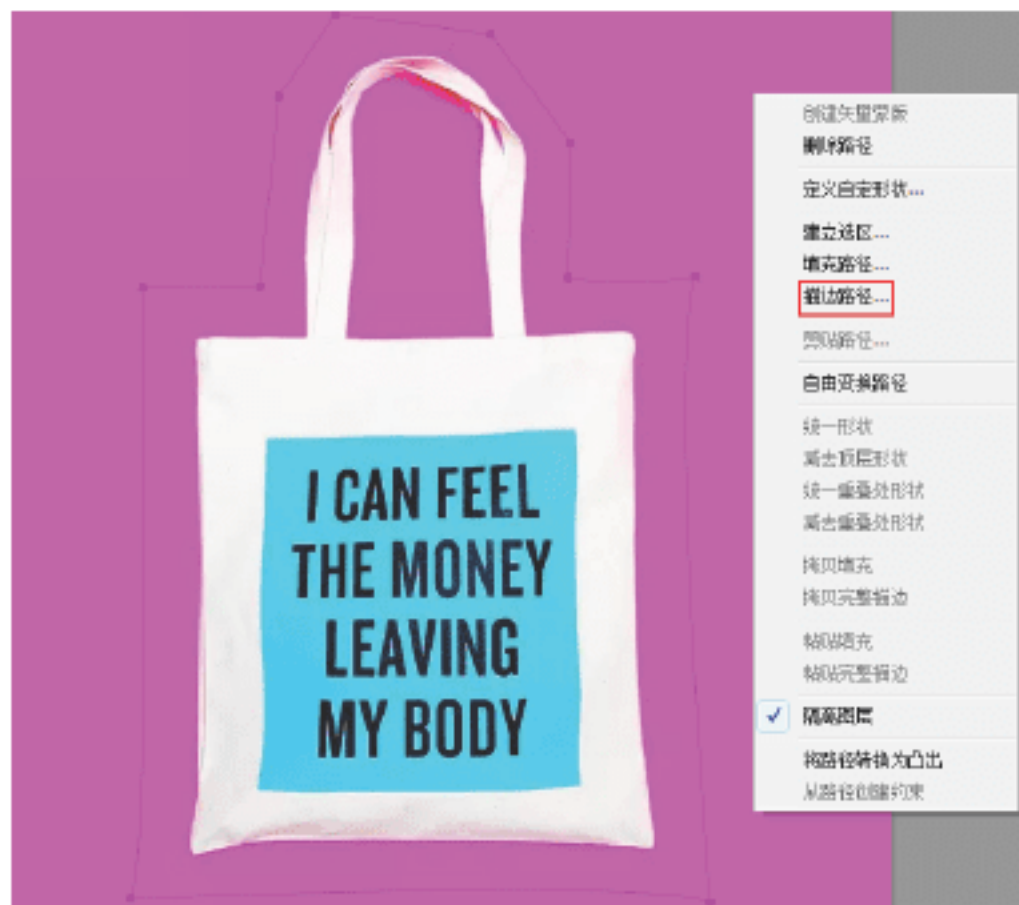 I CAN FEEL
THE MONEY
LEAVING
MY BODY
创建矢量蒙版
删除路径
定义自定形状...
建立选区...
填充路径...
描边路径...
剪贴路径...
自由变换路径
统一形状
减去顶层形状
统一重叠处形状
减去重叠处形状
拷贝填充
拷贝完整描边
粘贴填充
粘贴完整描边
隔离图层
将路径转换为凸出
从路径创建约束